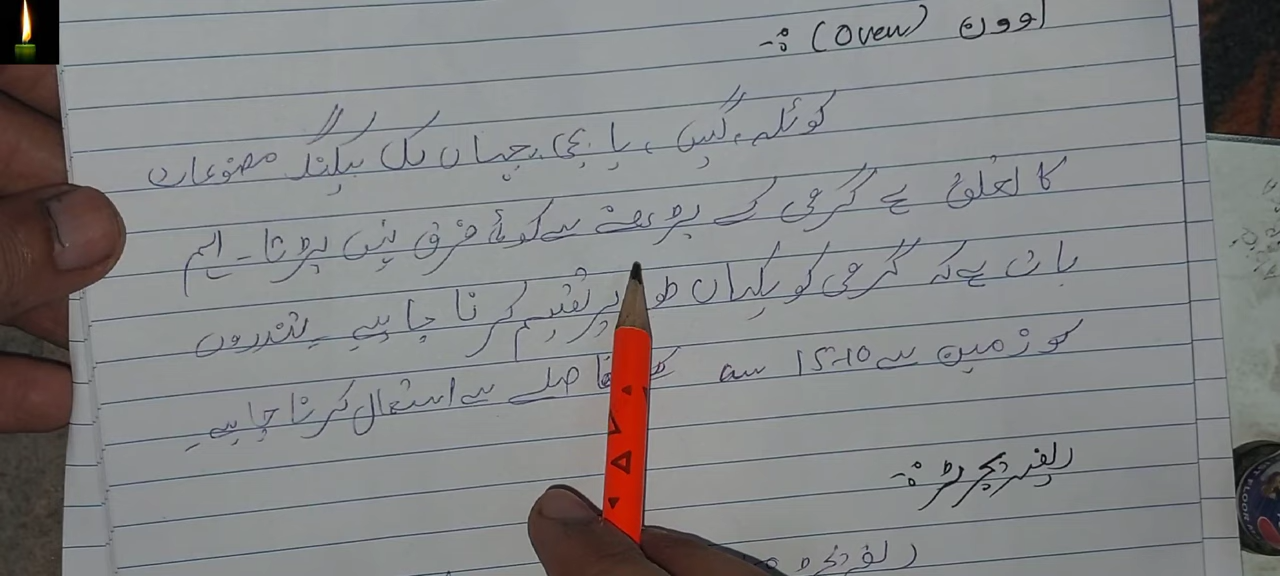 اوون (Oven) :-
کوئلہ، گیس، یا بجلی، جہاں تک بیکنگ مصنوعات
کا تعلق ہے گرمی کے بڑھنے سے کوئی فرق نہیں پڑتا۔ اہم
بات یہ ہے کہ گرمی کو یکساں طور پر تقسیم کرنا چاہیے۔ تندروں
کو زمین سے 10-15 سم کے فاصلے سے استعمال کرنا چاہیے۔
ریفریجریٹر :-